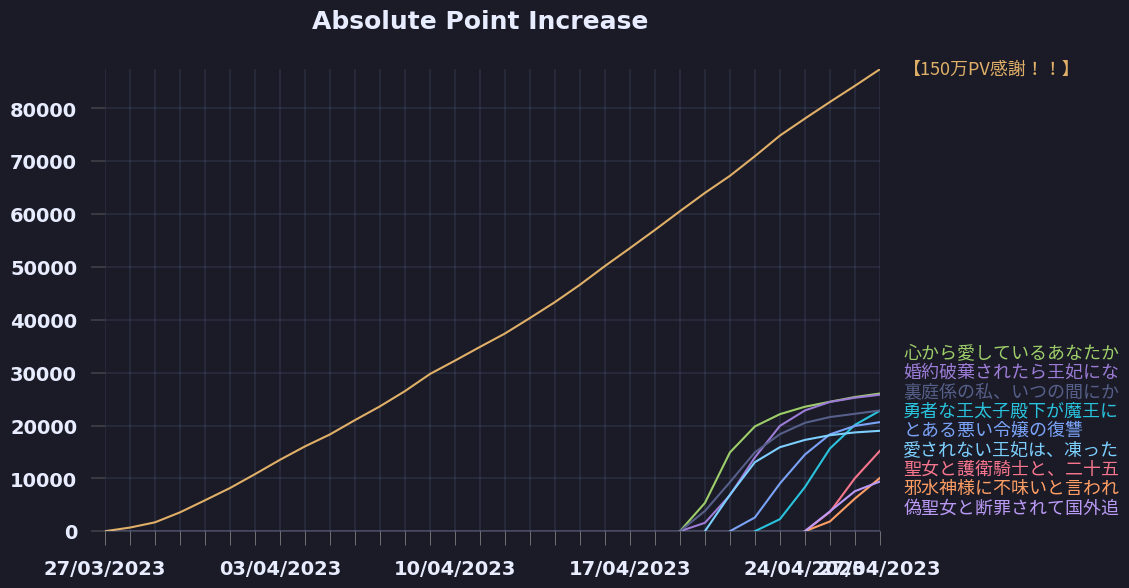 Absolute Point Increase
【150万PV感謝！！】
80000
70000
60000
50000
40000
30000
20000
10000
0
心から愛しているあなたか
婚約破棄されたら王妃にな
裏庭係の私、いつの間にか
勇者な王太子殿下が魔王に
とある悪い令嬢の復讐
愛されない王妃は、凍った
聖女と護衛騎士と、二十五
邪水神様に不味いと言われ
偽聖女と断罪されて国外追
27/03/2023
03/04/2023
10/04/2023
17/04/2023
24/04/2023
27/04/2023